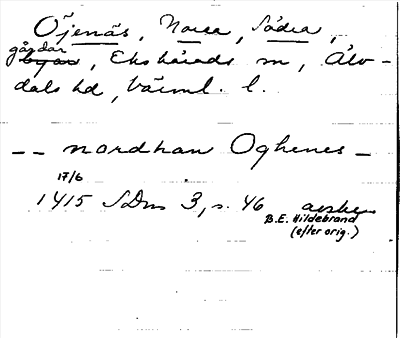 Öjenäs, Norra, Södra,
gårdar
byar, Ekshärads sn, Älv-
dals hd, Värml. l.
-- nordhan Oghenes -
17/6
1415 SDns 3, s. 46 avskr.
B.E. Hildebrand
(efter orig.)